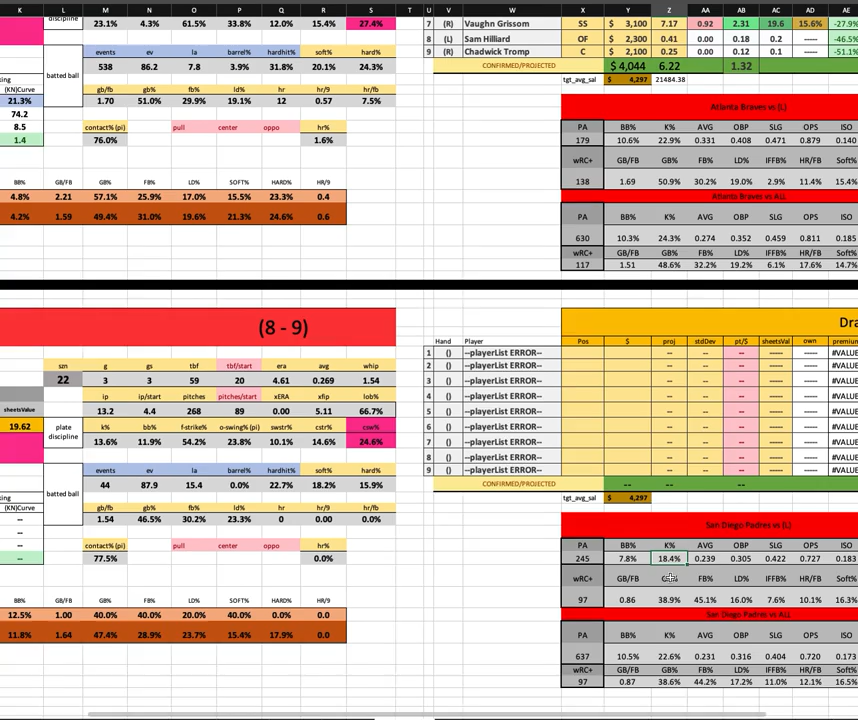 K L M N O P Q R S T U V W X Y Z AA AB AC AD AE
discipline 23.1% 4.3% 61.5% 33.8% 12.0% 15.4% 27.4% 7 (R) Vaughn Grissom SS $ 3,100 7.17 0.92 2.31 19.6 15.6% -27.9%
8 (L) Sam Hilliard OF $ 2,300 0.41 0.00 0.18 0.2 ----- -46.5%
events ev la barrel% hardhit% soft% hard% 9 (R) Chadwick Tromp C $ 2,100 0.25 0.00 0.12 0.1 ----- -51.1%
538 86.2 7.8 3.9% 31.8% 20.1% 24.3% CONFIRMED/PROJECTED $ 4,044 6.22 1.32
king batted ball tgt_avg_sal $ 4,297 21484.38
(KN)Curve gb/fb gb% fb% ld% hr hr/9 hr/fb
21.3% 1.70 51.0% 29.9% 19.1% 12 0.57 7.5% Atlanta Braves vs (L)
74.2
8.5 contact% (pi) pull center oppo hr% PA BB% K% AVG OBP SLG OPS ISO
1.4 76.0% 1.6% 179 10.6% 22.9% 0.331 0.408 0.471 0.879 0.140
wRC+ GB/FB GB% FB% LD% IFFB% HR/FB Soft%
BB% GB/FB GB% FB% LD% SOFT% HARD% HR/9 138 1.69 50.9% 30.2% 19.0% 2.9% 11.4% 15.4%
4.8% 2.21 57.1% 25.9% 17.0% 15.5% 23.3% 0.4 Atlanta Braves vs ALL
4.2% 1.59 49.4% 31.0% 19.6% 21.3% 24.6% 0.6 PA BB% K% AVG OBP SLG OPS ISO
630 10.3% 24.3% 0.274 0.352 0.459 0.811 0.185
wRC+ GB/FB GB% FB% LD% IFFB% HR/FB Soft%
117 1.51 48.6% 32.2% 19.2% 6.1% 17.6% 14.7%
(8 - 9) Dra
Hand Player Pos $ proj stdDev pt/$ sheetsVal own premium
1 () --playerList ERROR-- -- -- -- ----- ----- #VALUE
szn g gs tbf tbf/start era avg whip 2 () --playerList ERROR-- -- -- -- ----- ----- #VALUE
22 3 3 59 20 4.61 0.269 1.54 3 () --playerList ERROR-- -- -- -- ----- ----- #VALUE
ip ip/start pitches pitches/start xERA xfip lob% 4 () --playerList ERROR-- -- -- -- ----- ----- #VALUE
sheetsValue 13.2 4.4 268 89 0.00 5.11 66.7% 5 () --playerList ERROR-- -- -- -- ----- ----- #VALUE
19.62 plate discipline k% bb% f-strike% o-swing% (pi) swstr% cstr% csw% 6 () --playerList ERROR-- -- -- -- ----- ----- #VALUE
13.6% 11.9% 54.2% 23.8% 10.1% 14.6% 24.6% 7 () --playerList ERROR-- -- -- -- ----- ----- #VALUE
8 () --playerList ERROR-- -- -- -- ----- ----- #VALUE
events ev la barrel% hardhit% soft% hard% 9 () --playerList ERROR-- -- -- -- ----- ----- #VALUE
44 87.9 15.4 0.0% 22.7% 18.2% 15.9% CONFIRMED/PROJECTED -- -- --
king batted ball tgt_avg_sal $ 4,297
(KN)Curve gb/fb gb% fb% ld% hr hr/9 hr/fb
-- 1.54 46.5% 30.2% 23.3% 0 0.00 0.0% San Diego Padres vs (L)
--
-- contact% (pi) pull center oppo hr% PA BB% K% AVG OBP SLG OPS ISO
-- 77.5% 0.0% 245 7.8% 18.4% 0.239 0.305 0.422 0.727 0.183
wRC+ GB/FB GB% FB% LD% IFFB% HR/FB Soft%
BB% GB/FB GB% FB% LD% SOFT% HARD% HR/9 97 0.86 38.9% 45.1% 16.0% 7.6% 9.1% 16.3%
12.5% 1.00 40.0% 40.0% 20.0% 40.0% 0.0% 0.0 San Diego Padres vs ALL
11.8% 1.64 47.4% 28.9% 23.7% 15.4% 17.9% 0.0 PA BB% K% AVG OBP SLG OPS ISO
637 10.5% 22.6% 0.231 0.316 0.404 0.720 0.173
wRC+ GB/FB GB% FB% LD% IFFB% HR/FB Soft%
97 0.87 38.6% 44.2% 17.2% 11.0% 12.1% 16.5%